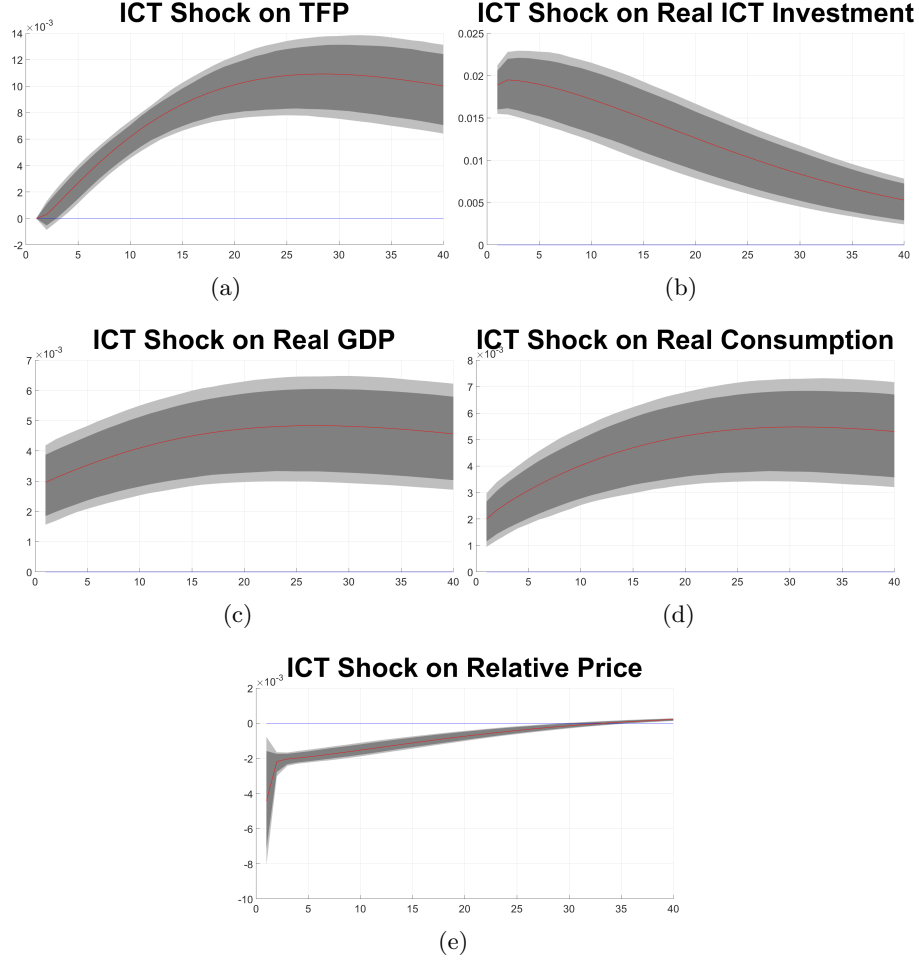 ICT Shock on TFP
×10-3
14
12
10
8
6
4
2
0
-2
0 5 10 15 20 25 30 35 40
(a)
ICT Shock on Real ICT Investment
0.025
0.02
0.015
0.01
0.005
0
0 5 10 15 20 25 30 35 40
(b)
ICT Shock on Real GDP
×10-3
7
6
5
4
3
2
1
0
0 5 10 15 20 25 30 35 40
(c)
ICT Shock on Real Consumption
×10-3
8
7
6
5
4
3
2
1
0
0 5 10 15 20 25 30 35 40
(d)
ICT Shock on Relative Price
×10-3
2
0
-2
-4
-6
-8
-10
0 5 10 15 20 25 30 35 40
(e)